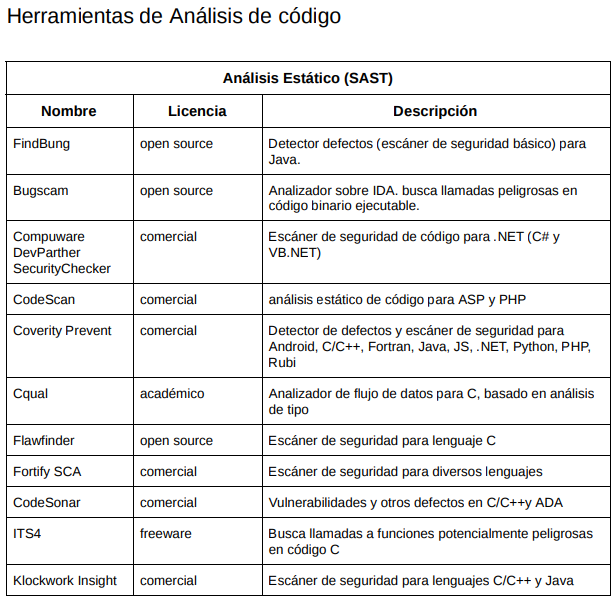 Herramientas de Análisis de código
Análisis Estático (SAST)
Nombre Licencia Descripción
FindBung open source Detector defectos (escáner de seguridad básico) para
Java.
Bugscam open source Analizador sobre IDA. busca llamadas peligrosas en
código binario ejecutable.
Compuware comercial Escáner de seguridad de código para .NET (C# y
DevParther VB.NET)
SecurityChecker
CodeScan comercial análisis estático de código para ASP y PHP
Coverity Prevent comercial Detector de defectos y escáner de seguridad para
Android, C/C++, Fortran, Java, JS, .NET, Python, PHP,
Rubi
Cqual académico Analizador de flujo de datos para C, basado en análisis
de tipo
Flawfinder open source Escáner de seguridad para lenguaje C
Fortify SCA comercial Escáner de seguridad para diversos lenguajes
CodeSonar comercial Vulnerabilidades y otros defectos en C/C++y ADA
ITS4 freeware Busca llamadas a funciones potencialmente peligrosas
en código C
Klockwork Insight comercial Escáner de seguridad para lenguajes C/C++ y Java